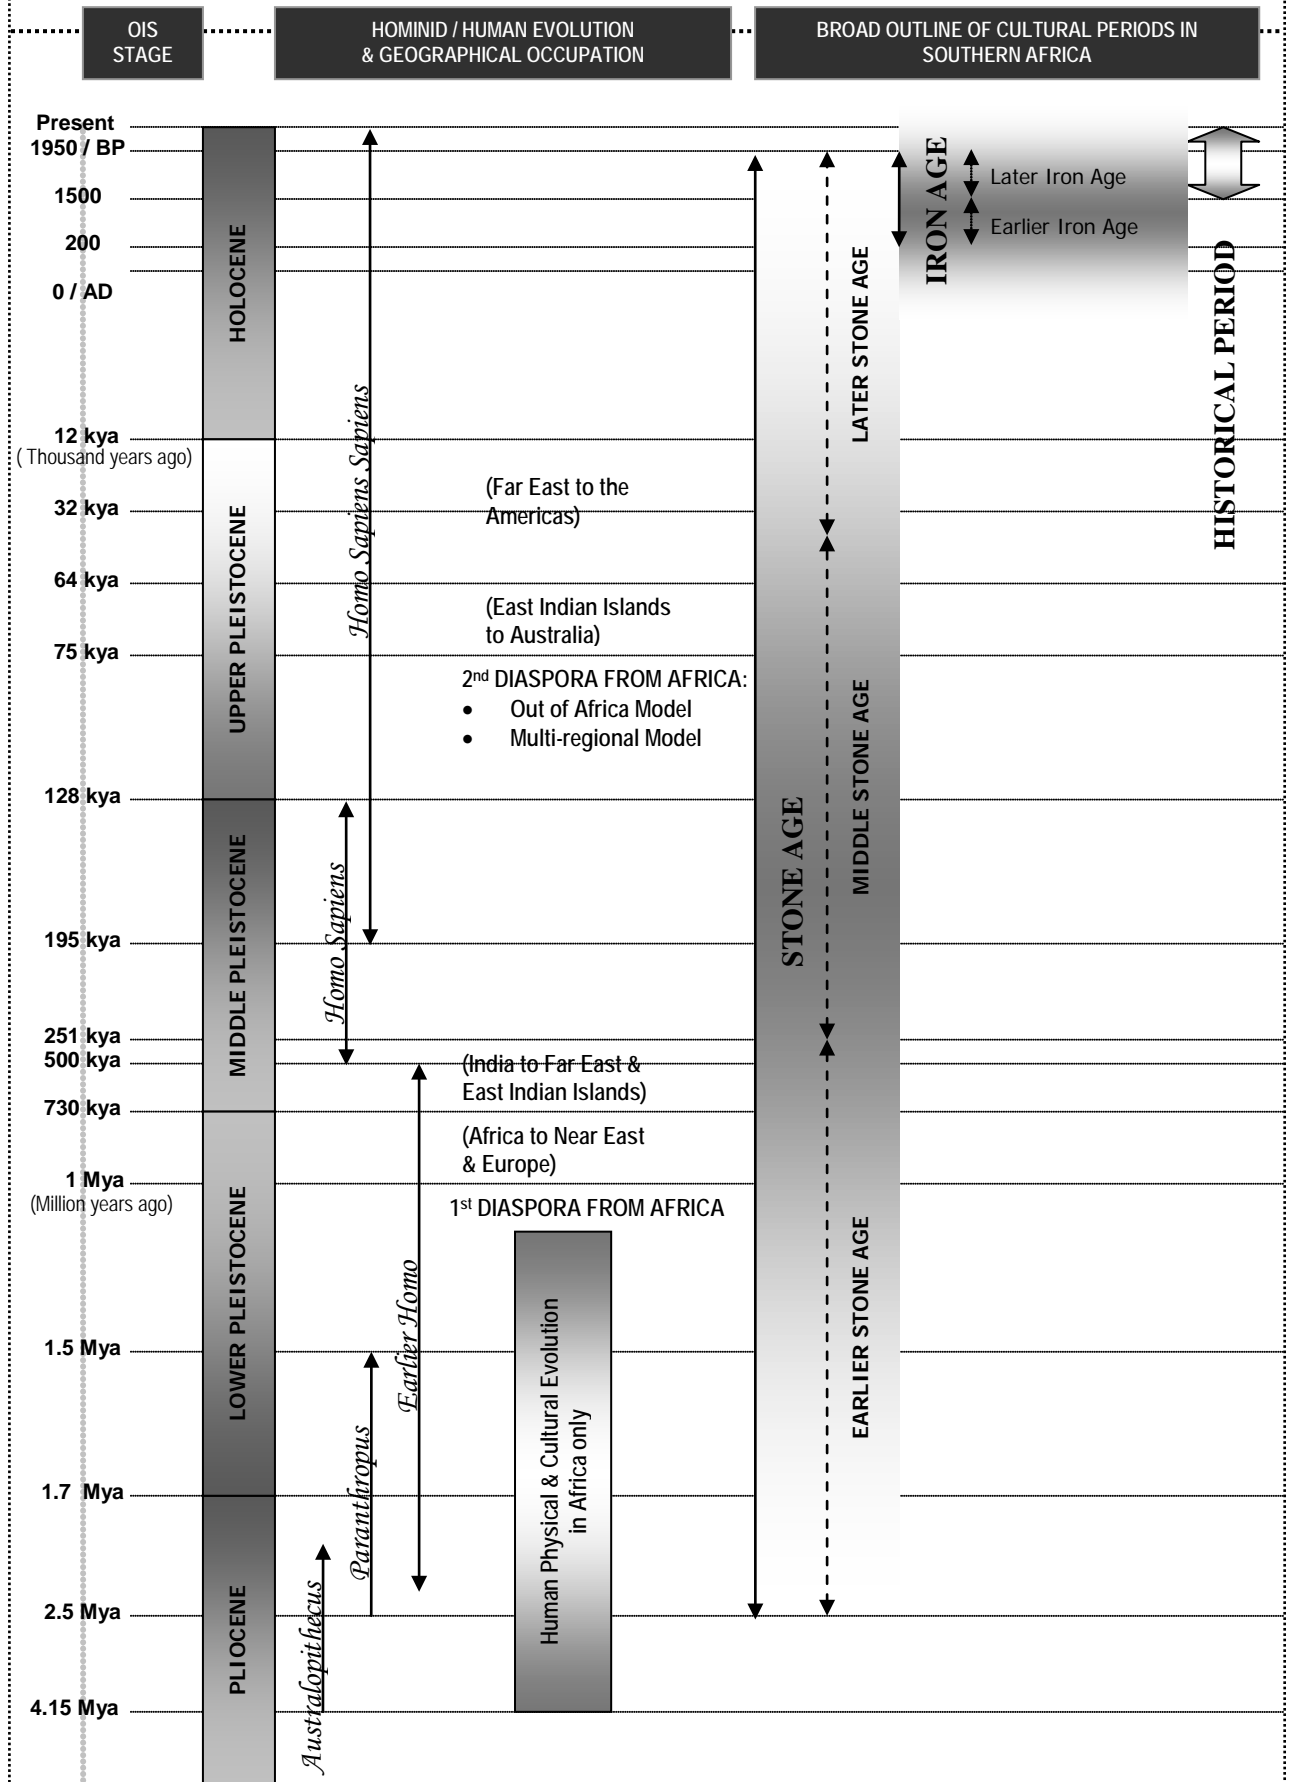 OIS
STAGE
HOMINID / HUMAN EVOLUTION
& GEOGRAPHICAL OCCUPATION
BROAD OUTLINE OF CULTURAL PERIODS IN
SOUTHERN AFRICA
Present
1950 / BP
1500
200
0 / AD
12 kya
( Thousand years ago)
32 kya
64 kya
75 kya
128 kya
195 kya
251 kya
500 kya
730 kya
1 Mya
(Million years ago)
1.5 Mya
1.7 Mya
2.5 Mya
4.15 Mya
HOLOCENE
UPPER PLEISTOCENE
MIDDLE PLEISTOCENE
LOWER PLEISTOCENE
PLIOCENE
Homo Sapiens Sapiens
Homo Sapiens
Earlier Homo
Paranthropus
Australopithecus
(Far East to the
Americas)
(East Indian Islands
to Australia)
2nd DIASPORA FROM AFRICA:
• Out of Africa Model
• Multi-regional Model
(India to Far East &
East Indian Islands)
(Africa to Near East
& Europe)
1st DIASPORA FROM AFRICA
Human Physical & Cultural Evolution
in Africa only
STONE AGE
LATER STONE AGE
MIDDLE STONE AGE
EARLIER STONE AGE
IRON AGE
Later Iron Age
Earlier Iron Age
HISTORICAL PERIOD